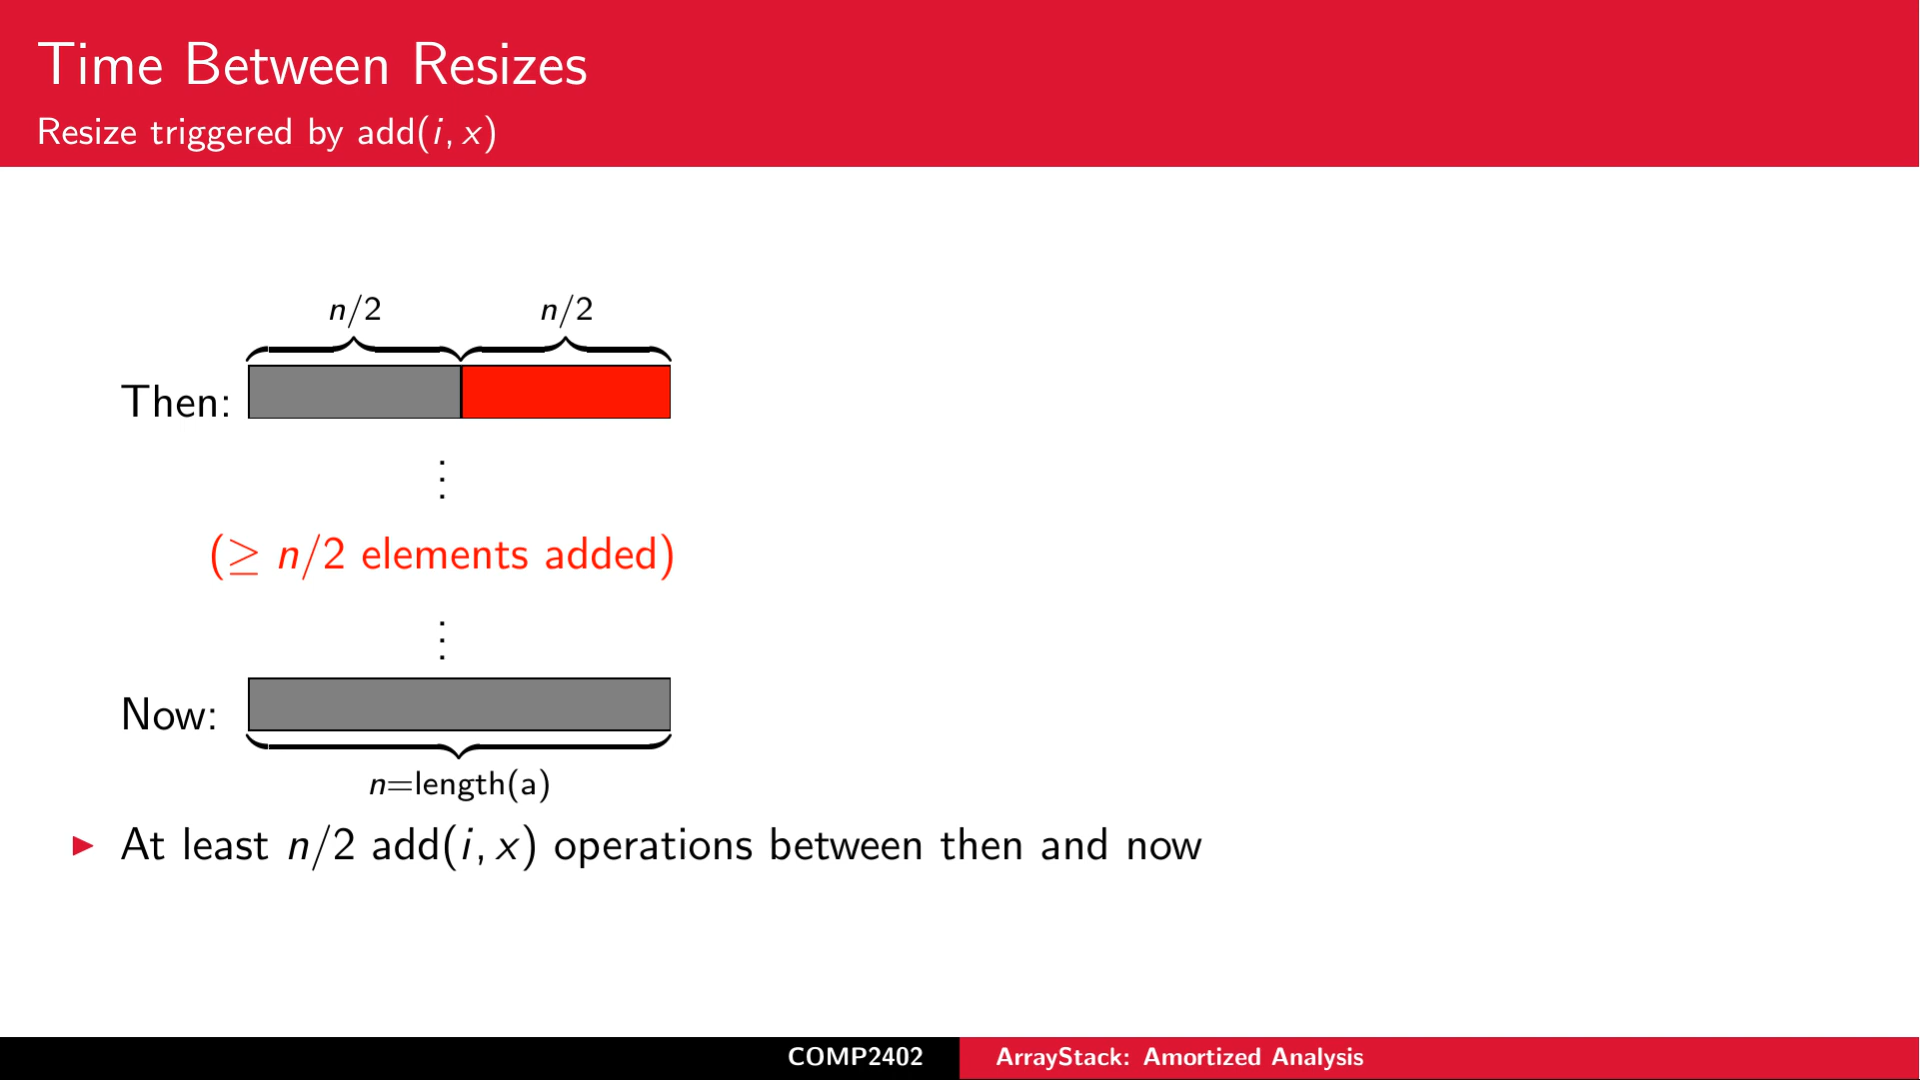 Time Between Resizes
Resize triggered by add(i, x)
n/2 n/2
Then:
⋮
(≥ n/2 elements added)
⋮
Now:
n=length(a)
▶ At least n/2 add(i, x) operations between then and now
COMP2402 ArrayStack: Amortized Analysis